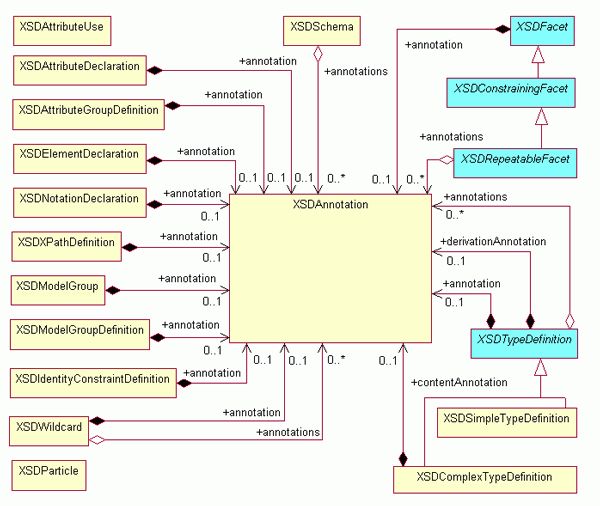 XSDAttributeUse
XSDSchema
XSDFacet
+annotation
XSDAttributeDeclaration
+annotation
+annotations
XSDConstrainingFacet
XSDAttributeGroupDefinition
+annotation
+annotations
XSDElementDeclaration
+annotation
XSDRepeatableFacet
0..1
0..1
0..1
0..*
0..1
0..*
XSDNotationDeclaration
+annotation
0..1
XSDAnnotation
+annotations
0..*
XSDXPathDefinition
+annotation
0..1
+derivationAnnotation
0..1
XSDModelGroup
+annotation
0..1
+annotation
0..1
XSDModelGroupDefinition
+annotation
0..1
XSDTypeDefinition
0..1
0..1
0..*
0..1
XSDIdentityConstraintDefinition
+annotation
+contentAnnotation
XSDWildcard
+annotation
+annotations
XSDSimpleTypeDefinition
XSDParticle
XSDComplexTypeDefinition